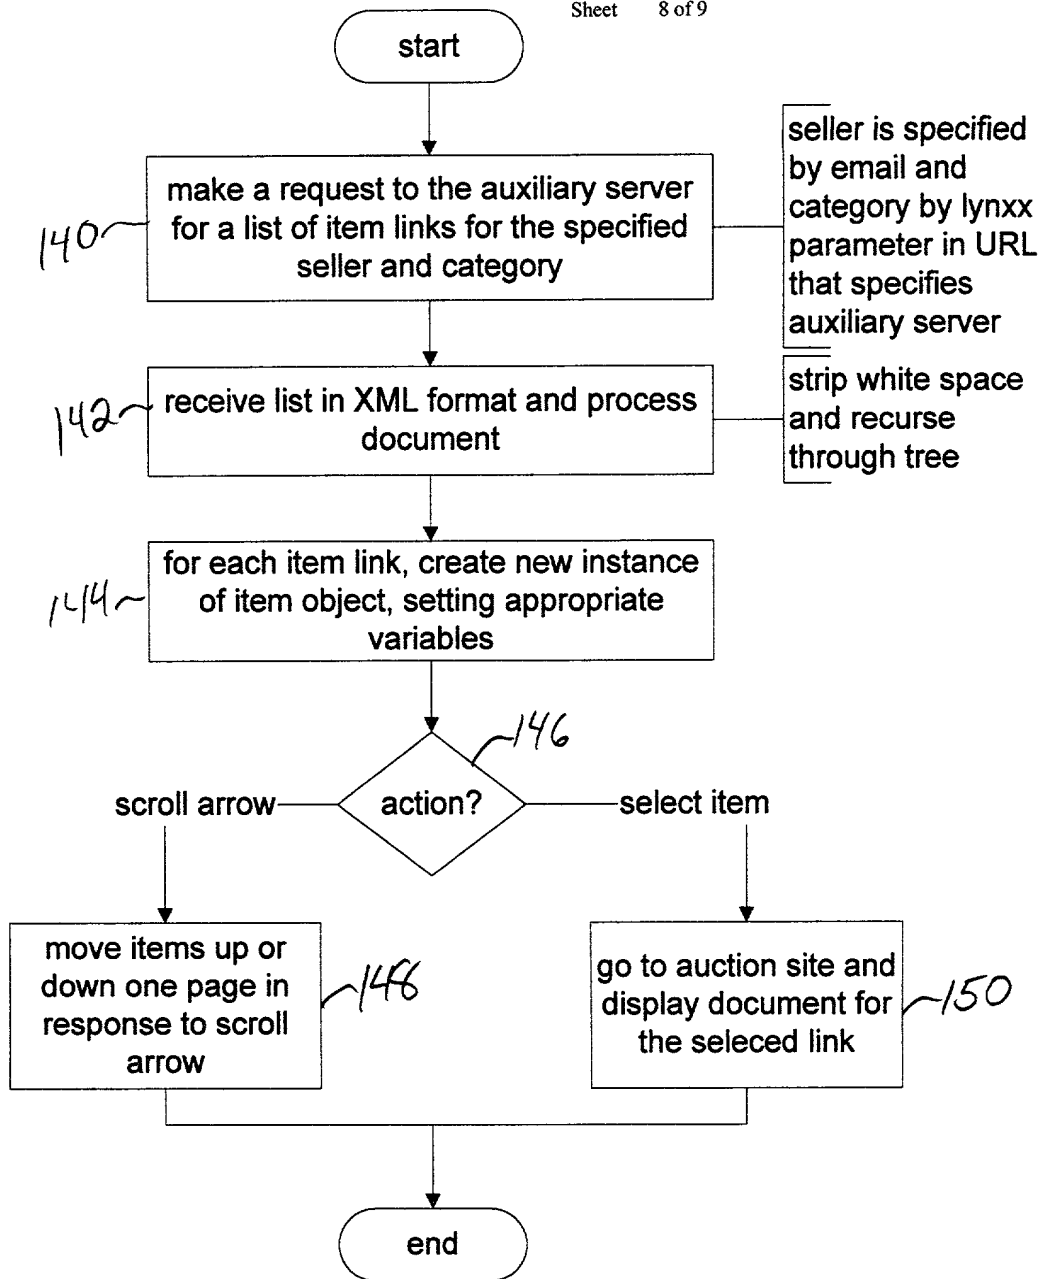 Sheet 8 of 9
start
make a request to the auxiliary server
for a list of item links for the specified
seller and category
140
seller is specified
by email and
category by lynxx
parameter in URL
that specifies
auxiliary server
receive list in XML format and process
document
142
strip white space
and recurse
through tree
for each item link, create new instance
of item object, setting appropriate
variables
144
146
scroll arrow
action?
select item
move items up or
down one page in
response to scroll
arrow
148
go to auction site and
display document for
the seleced link
150
end